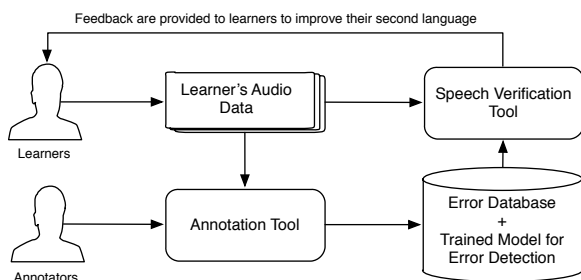 Feedback are provided to learners to improve their second language
Learner's Audio
Data
Speech Verification
Tool
Learners
Annotation Tool
Error Database
+
Trained Model for
Error Detection
Annotators